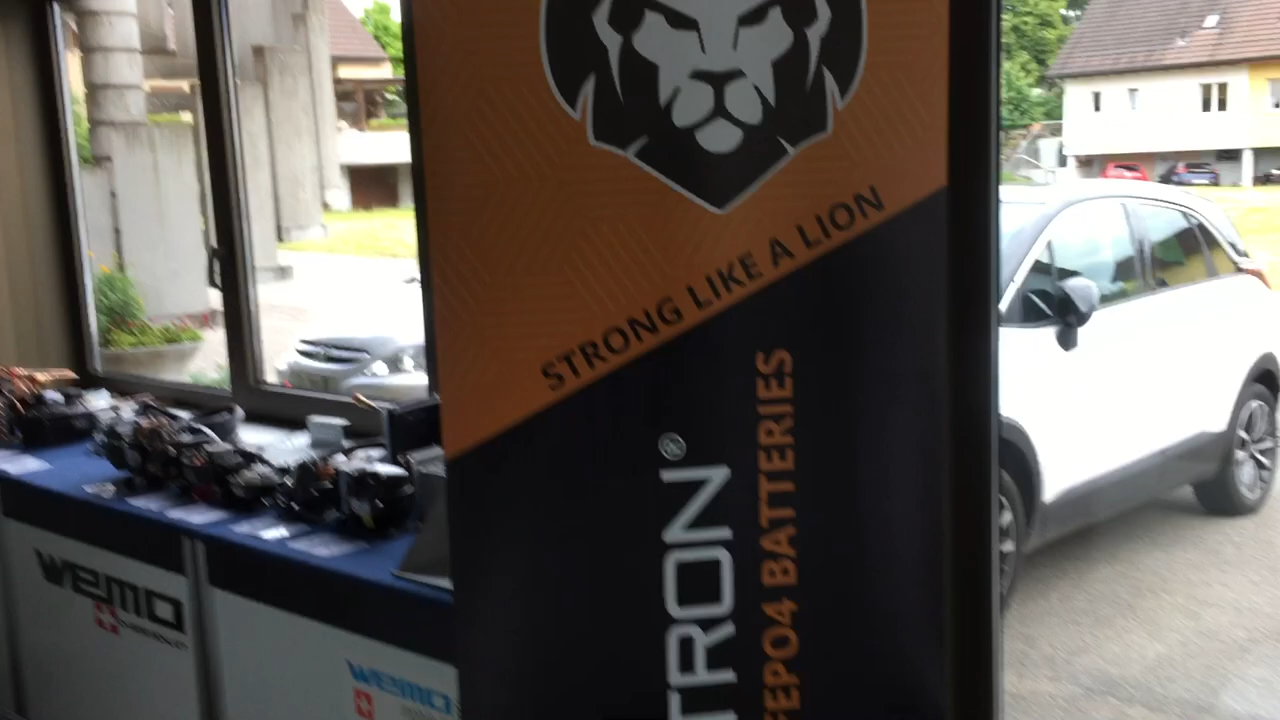 STRONG LIKE A LION
TRON®
FEPO4 BATTERIES
WEMO
WEMO